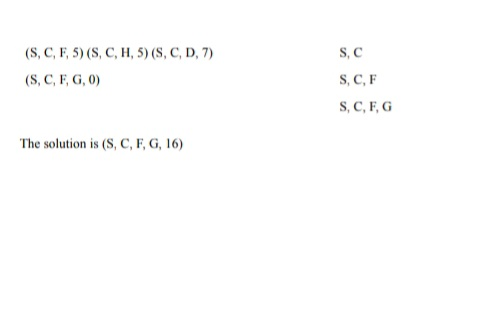 (S, C, F, 5) (S, C, H, 5) (S, C, D, 7) S, C
(S, C, F, G, 0) S, C, F
S, C, F, G
The solution is (S, C, F, G, 16)